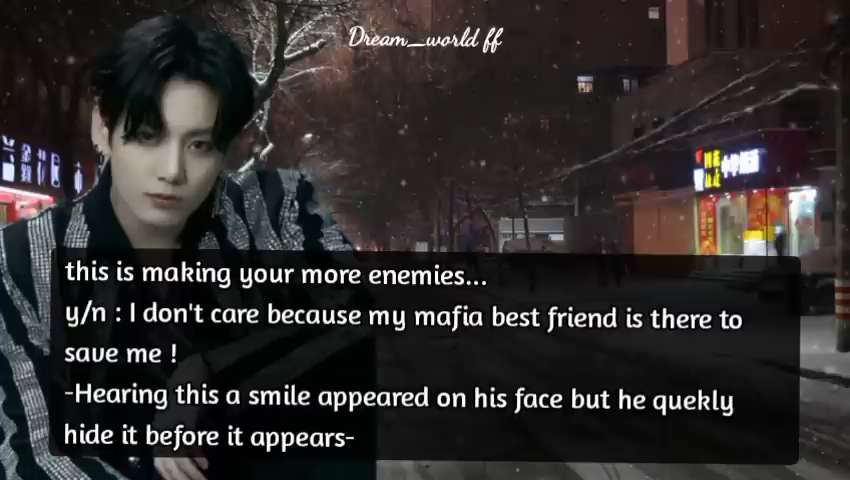 Dream_world ff
this is making your more enemies...
y/n : I don't care because my mafia best friend is there to
save me !
-Hearing this a smile appeared on his face but he quekly
hide it before it appears-